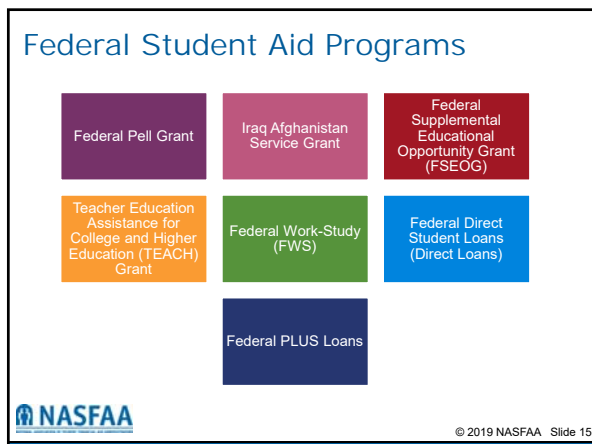 Federal Student Aid Programs
Federal Pell Grant
Iraq Afghanistan
Service Grant
Federal
Supplemental
Educational
Opportunity Grant
(FSEOG)
Teacher Education
Assistance for
College and Higher
Education (TEACH)
Grant
Federal Work-Study
(FWS)
Federal Direct
Student Loans
(Direct Loans)
Federal PLUS Loans
NASFAA
© 2019 NASFAA Slide 15